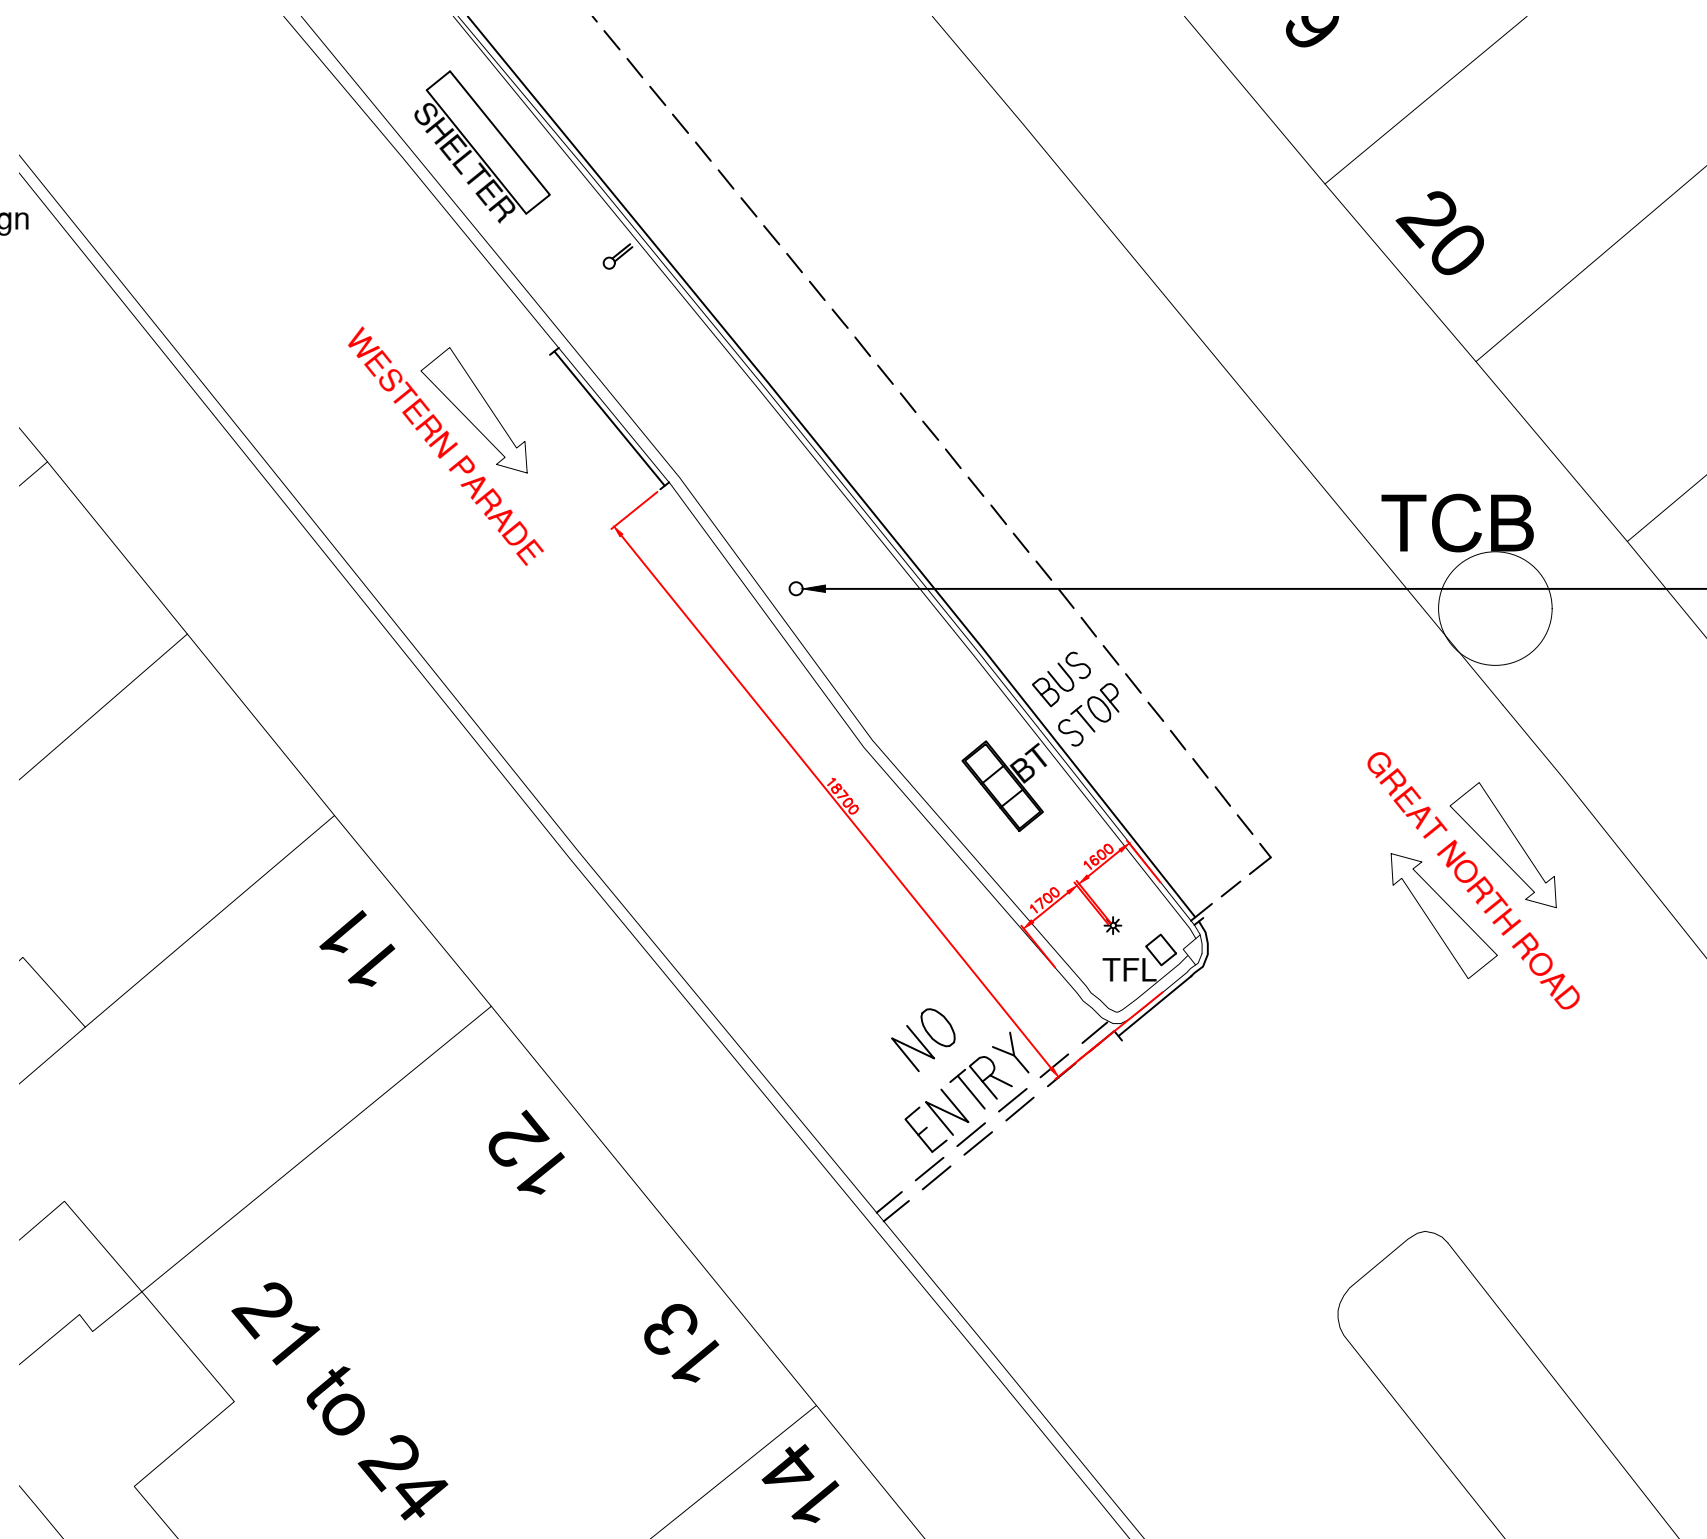 9
SHELTER
gn
20
WESTERN PARADE
TCB
BUS
STOP
BT
18700
GREAT NORTH ROAD
1600
1700
TFL
11
NO
ENTRY
12
13
21 to 24
14